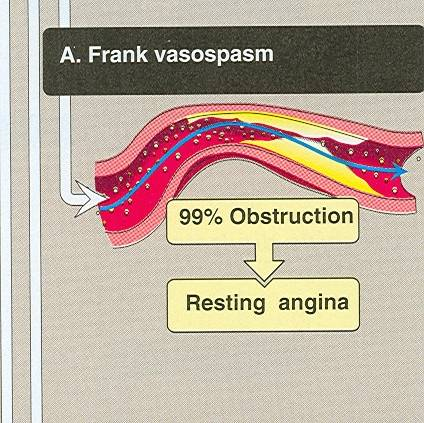 A. Frank vasospasm
99% Obstruction
Resting angina